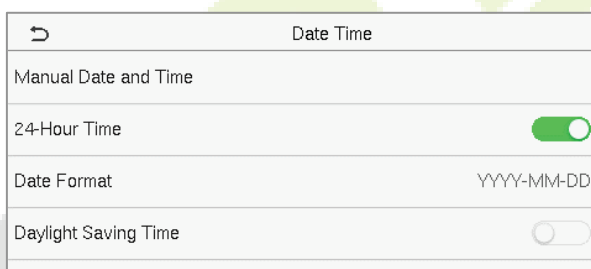 Date Time
Manual Date and Time
24-Hour Time
Date Format YYYY-MM-DD
Daylight Saving Time